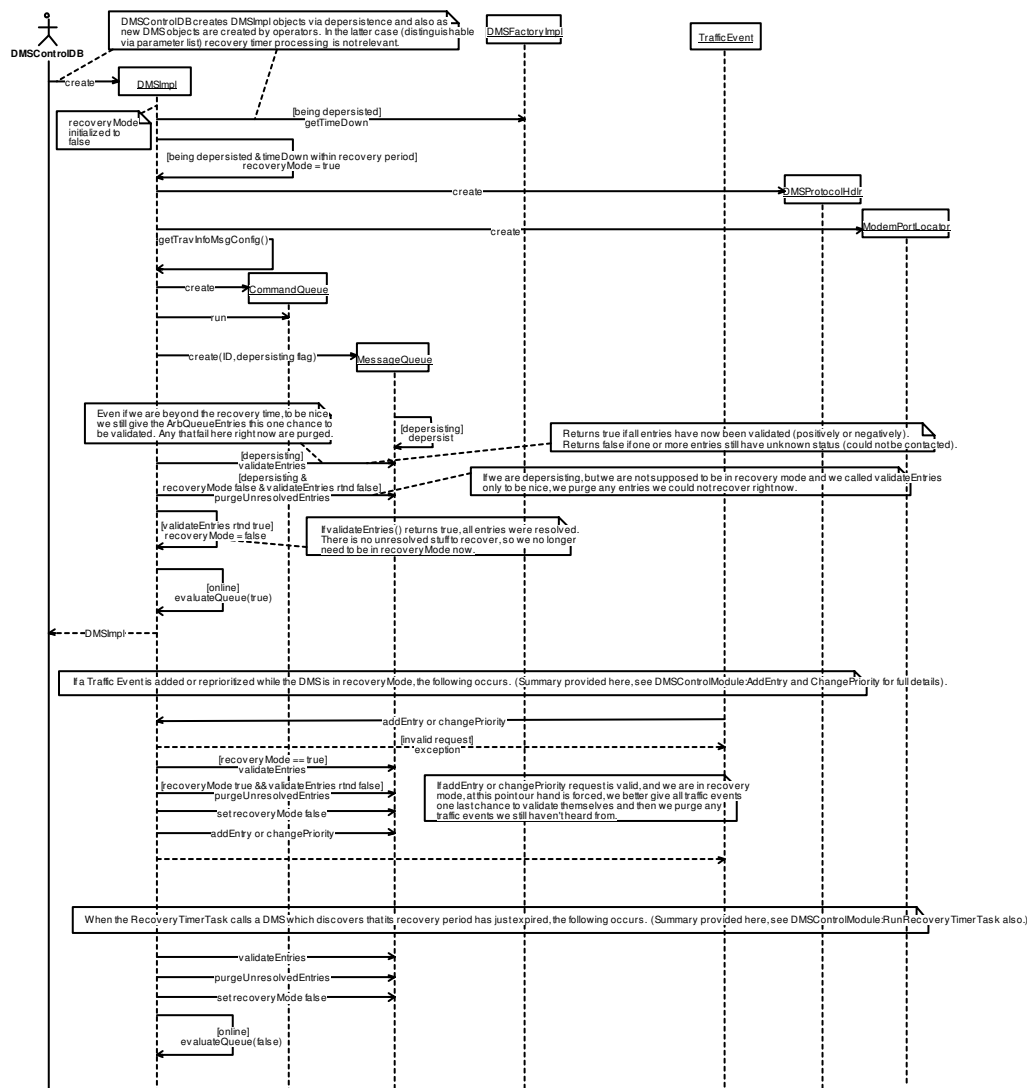 DMSControlDB
DMSControlDB creates DMSImpl objects via depersistence and also as
new DMS objects are created by operators. In the latter case (distinguishable
via parameter list) recovery timer processing is not relevant.
DMSFactoryImpl
TrafficEvent
create
DMSImpl
recoveryMode
initialized to
false
[being depersisted]
getTimeDown
[being depersisted & timeDown within recovery period]
recoveryMode = true
create
DMSProtocolHdlr
create
ModemPortLocator
getTravInfoMsgConfig()
create
CommandQueue
run
create(ID, depersisting flag)
MessageQueue
Even if we are beyond the recovery time, to be nice,
we still give the ArbQueueEntries this one chance to
be validated. Any that fail here right now are purged.
[depersisting]
depersist
Returns true if all entries have now been validated (positively or negatively).
Returns false if one or more entries still have unknown status (could not be contacted).
[depersisting]
validateEntries
[depersisting &
recoveryMode false & validateEntries rtnd false]
purgeUnresolvedEntries
If we are depersisting, but we are not supposed to be in recovery mode and we called validateEntries
only to be nice, we purge any entries we could not recover right now.
[validateEntries rtnd true]
recoveryMode = false
If validateEntries() returns true, all entries were resolved.
There is no unresolved stuff to recover, so we no longer
need to be in recoveryMode now.
[online]
evaluateQueue(true)
DMSImpl
If a Traffic Event is added or reprioritized while the DMS is in recoveryMode, the following occurs. (Summary provided here, see DMSControlModule:AddEntry and ChangePriority for full details).
addEntry or changePriority
[invalid request]
exception
[recoveryMode == true]
validateEntries
[recoveryMode true && validateEntries rtnd false]
purgeUnresolvedEntries
set recoveryMode false
addEntry or changePriority
If addEntry or changePriority request is valid, and we are in recovery
mode, at this point our hand is forced, we better give all traffic events
one last chance to validate themselves and then we purge any
traffic events we still haven't heard from.
When the RecoveryTimerTask calls a DMS which discovers that its recovery period has just expired, the following occurs. (Summary provided here, see DMSControlModule:RunRecoveryTimerTask also.)
validateEntries
purgeUnresolvedEntries
set recoveryMode false
[online]
evaluateQueue(false)